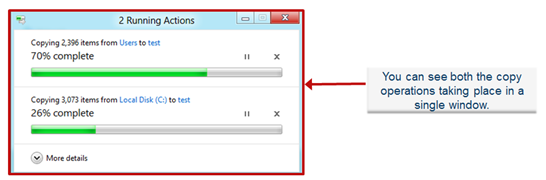 2 Running Actions
Copying 2,396 items from Users to test
70% complete
Copying 3,073 items from Local Disk (C:) to test
26% complete
More details
You can see both the copy
operations taking place in a
single window.